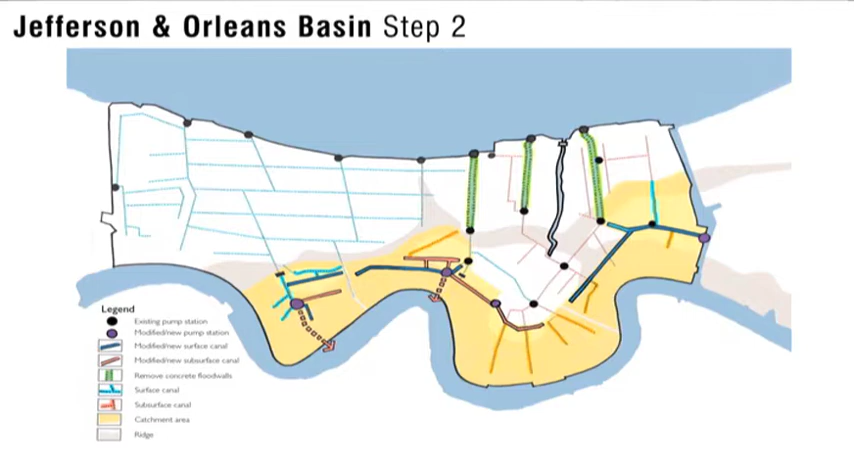 Jefferson & Orleans Basin Step 2
Legend
Existing pump station
Modified/new pump station
Modified/new surface canal
Modified/new subsurface canal
Remove concrete floodwalls
Surface canal
Subsurface canal
Catchment area
Ridge